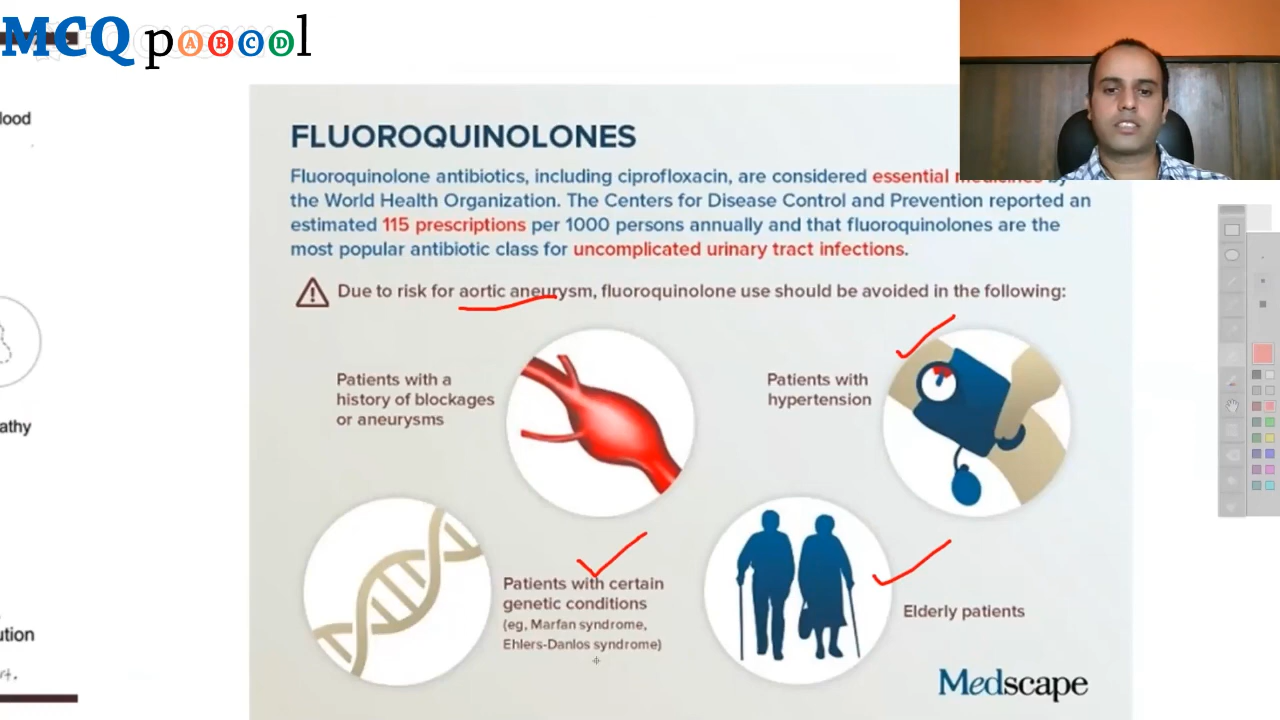 MCQ pABCDl
lood
athy
ution
rt.
FLUOROQUINOLONES
Fluoroquinolone antibiotics, including ciprofloxacin, are considered essential medicines by
the World Health Organization. The Centers for Disease Control and Prevention reported an
estimated 115 prescriptions per 1000 persons annually and that fluoroquinolones are the
most popular antibiotic class for uncomplicated urinary tract infections.
Due to risk for aortic aneurysm, fluoroquinolone use should be avoided in the following:
Patients with a
history of blockages
or aneurysms
Patients with
hypertension
Patients with certain
genetic conditions
(eg, Marfan syndrome,
Ehlers-Danlos syndrome)
Elderly patients
Medscape